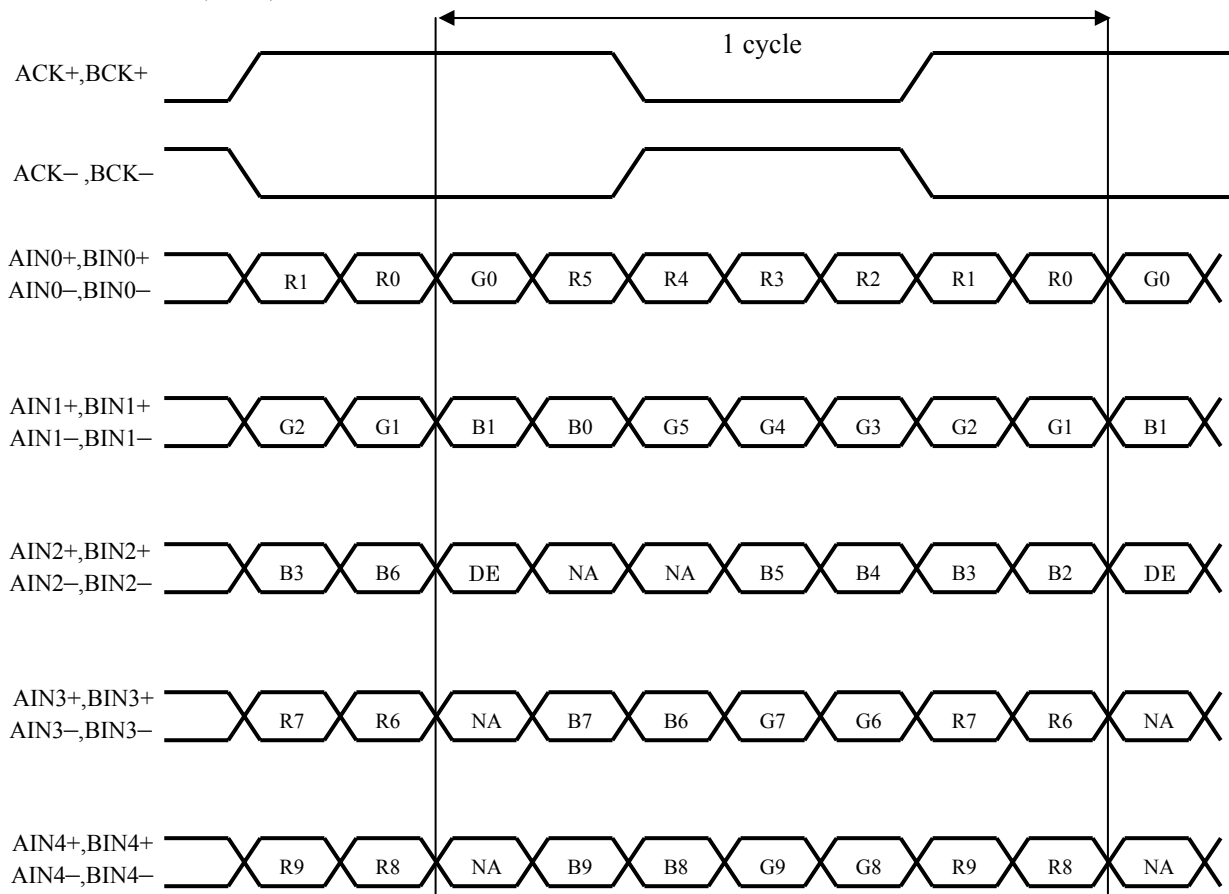 1 cycle
ACK+,BCK+
ACK− ,BCK−
AIN0+,BIN0+
AIN0−,BIN0−
R1 R0 G0 R5 R4 R3 R2 R1 R0 G0
AIN1+,BIN1+
AIN1−,BIN1−
G2 G1 B1 B0 G5 G4 G3 G2 G1 B1
AIN2+,BIN2+
AIN2−,BIN2−
B3 B6 DE NA NA B5 B4 B3 B2 DE
AIN3+,BIN3+
AIN3−,BIN3−
R7 R6 NA B7 B6 G7 G6 R7 R6 NA
AIN4+,BIN4+
AIN4−,BIN4−
R9 R8 NA B9 B8 G9 G8 R9 R8 NA